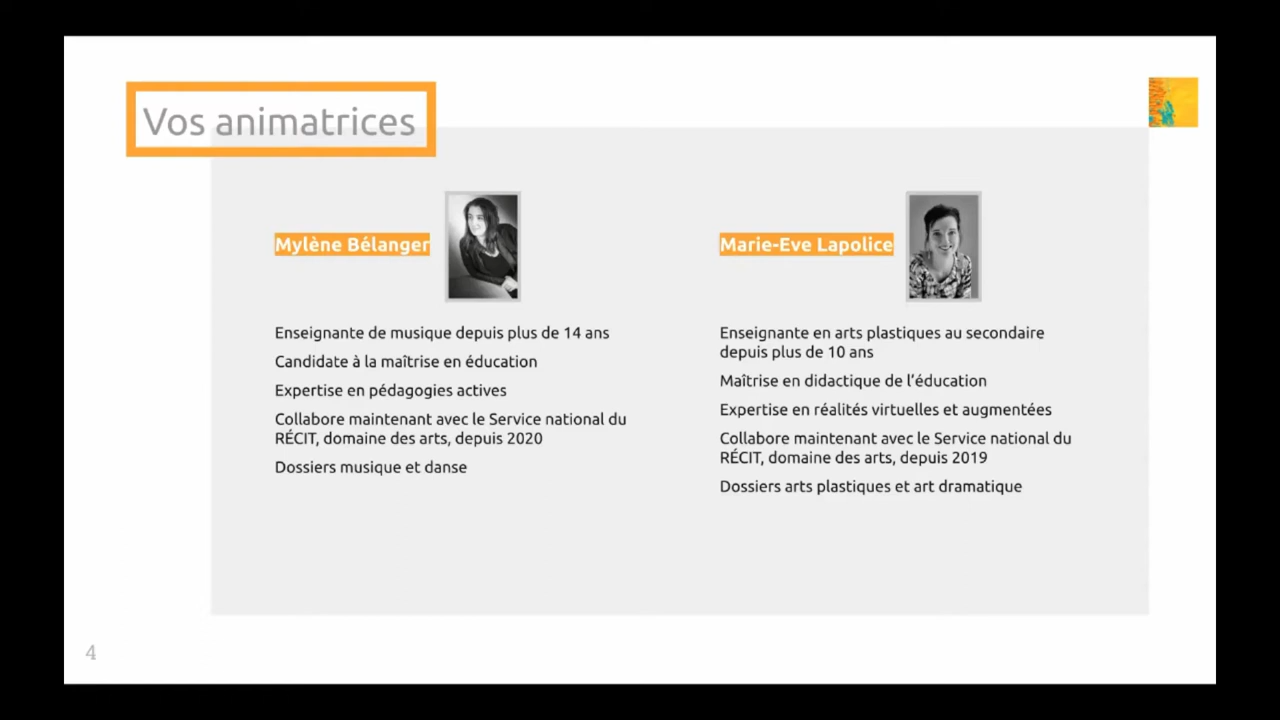 Vos animatrices
Mylène Bélanger
Enseignante de musique depuis plus de 14 ans
Candidate à la maîtrise en éducation
Expertise en pédagogies actives
Collabore maintenant avec le Service national du
RÉCIT, domaine des arts, depuis 2020
Dossiers musique et danse
Marie-Eve Lapolice
Enseignante en arts plastiques au secondaire
depuis plus de 10 ans
Maîtrise en didactique de l'éducation
Expertise en réalités virtuelles et augmentées
Collabore maintenant avec le Service national du
RÉCIT, domaine des arts, depuis 2019
Dossiers arts plastiques et art dramatique
4